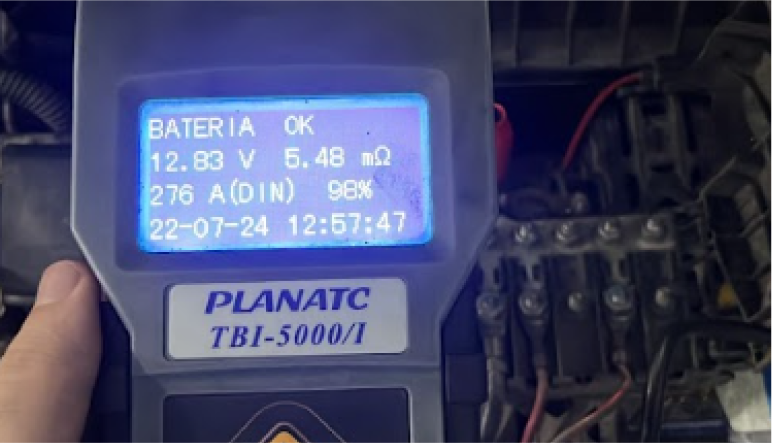 BATERIA OK
12.83 V 5.48 mΩ
276 A(DIN) 98%
22-07-24 12:57:47
PLANATC
TBI-5000/I